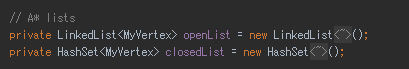 // A* lists
private LinkedList<MyVertex> openList = new LinkedList<~>();
private HashSet<MyVertex> closedList = new HashSet<~>();